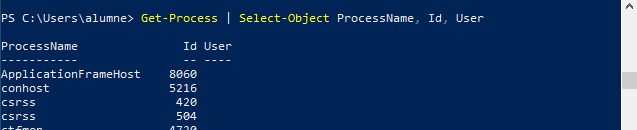 PS C:\Users\alumne> Get-Process | Select-Object ProcessName, Id, User
ProcessName Id User
----------- -- ----
ApplicationFrameHost 8060
conhost 5216
csrss 420
csrss 504
ctfmon 4720